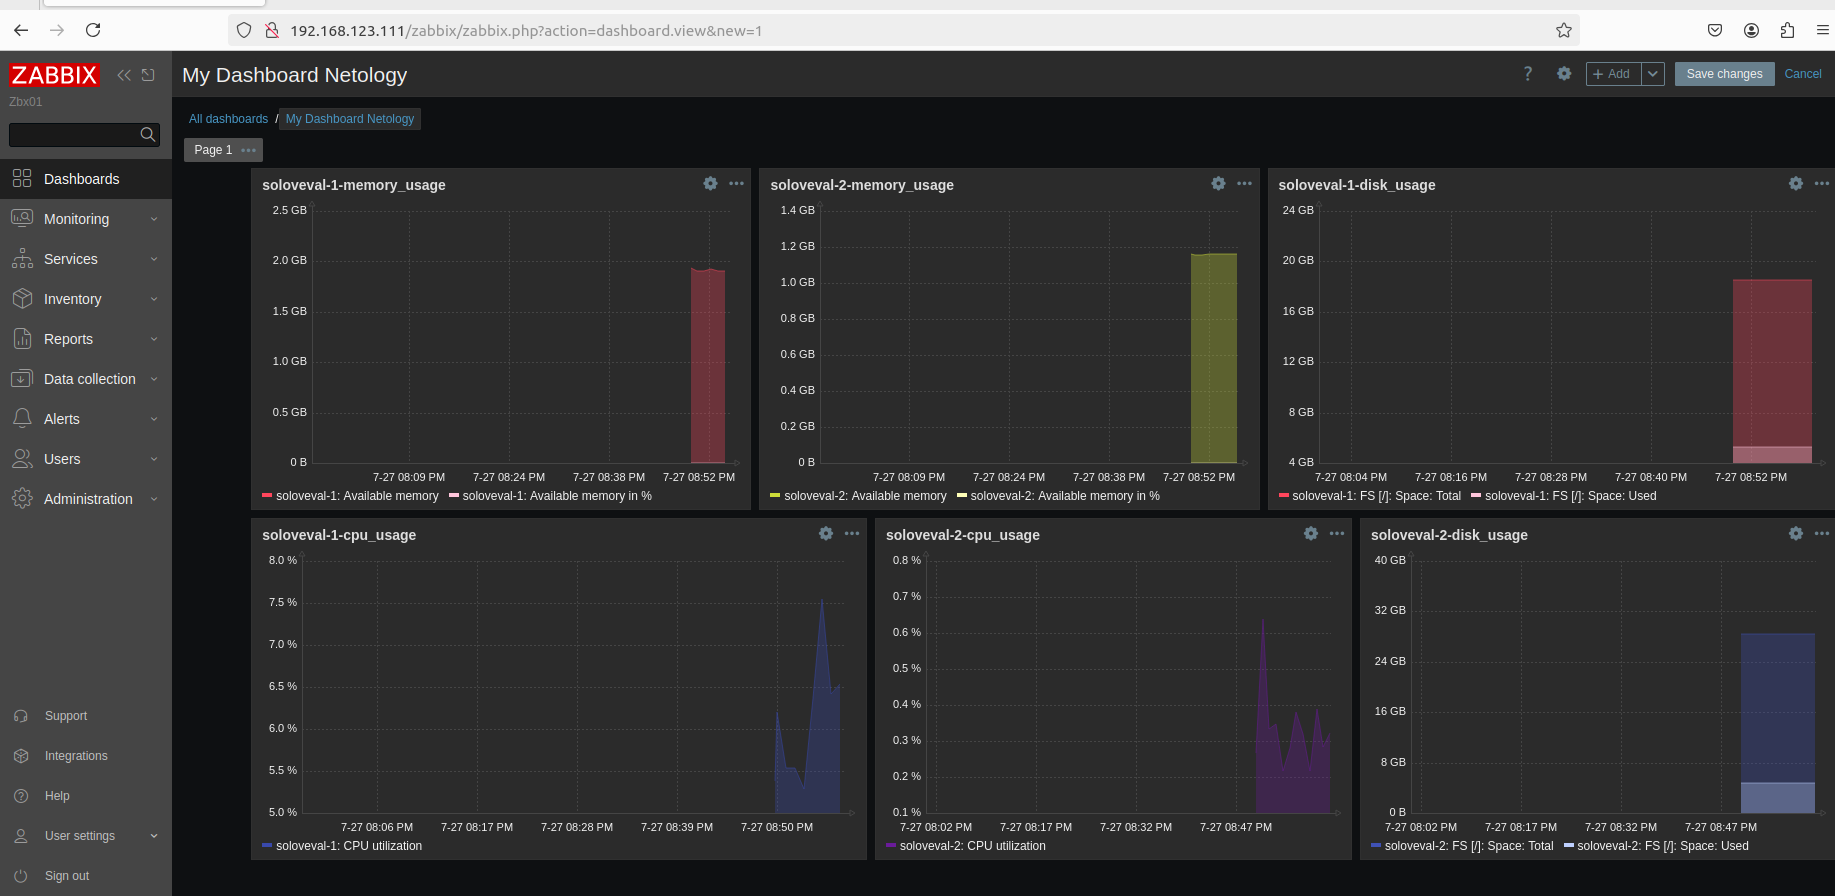 192.168.123.111/zabbix/zabbix.php?action=dashboard.view&new=1
ZABBIX
Zbx01
My Dashboard Netology
? + Add Save changes Cancel
All dashboards / My Dashboard Netology
Page 1
Dashboards
Monitoring
Services
Inventory
Reports
Data collection
Alerts
Users
Administration
Support
Integrations
Help
User settings
Sign out
soloveval-1-memory_usage
2.5 GB
2.0 GB
1.5 GB
1.0 GB
0.5 GB
0 B
7-27 08:09 PM 7-27 08:24 PM 7-27 08:38 PM 7-27 08:52 PM
soloveval-1: Available memory soloveval-1: Available memory in %
soloveval-2-memory_usage
1.4 GB
1.2 GB
1.0 GB
0.8 GB
0.6 GB
0.4 GB
0.2 GB
0 B
7-27 08:09 PM 7-27 08:24 PM 7-27 08:38 PM 7-27 08:52 PM
soloveval-2: Available memory soloveval-2: Available memory in %
soloveval-1-disk_usage
24 GB
20 GB
16 GB
12 GB
8 GB
4 GB
7-27 08:04 PM 7-27 08:16 PM 7-27 08:28 PM 7-27 08:40 PM 7-27 08:52 PM
soloveval-1: FS [/]: Space: Total soloveval-1: FS [/]: Space: Used
soloveval-1-cpu_usage
8.0 %
7.5 %
7.0 %
6.5 %
6.0 %
5.5 %
5.0 %
7-27 08:06 PM 7-27 08:17 PM 7-27 08:28 PM 7-27 08:39 PM 7-27 08:50 PM
soloveval-1: CPU utilization
soloveval-2-cpu_usage
0.8 %
0.7 %
0.6 %
0.5 %
0.4 %
0.3 %
0.2 %
0.1 %
7-27 08:02 PM 7-27 08:17 PM 7-27 08:32 PM 7-27 08:47 PM
soloveval-2: CPU utilization
soloveval-2-disk_usage
40 GB
32 GB
24 GB
16 GB
8 GB
0 B
7-27 08:02 PM 7-27 08:17 PM 7-27 08:32 PM 7-27 08:47 PM
soloveval-2: FS [/]: Space: Total soloveval-2: FS [/]: Space: Used